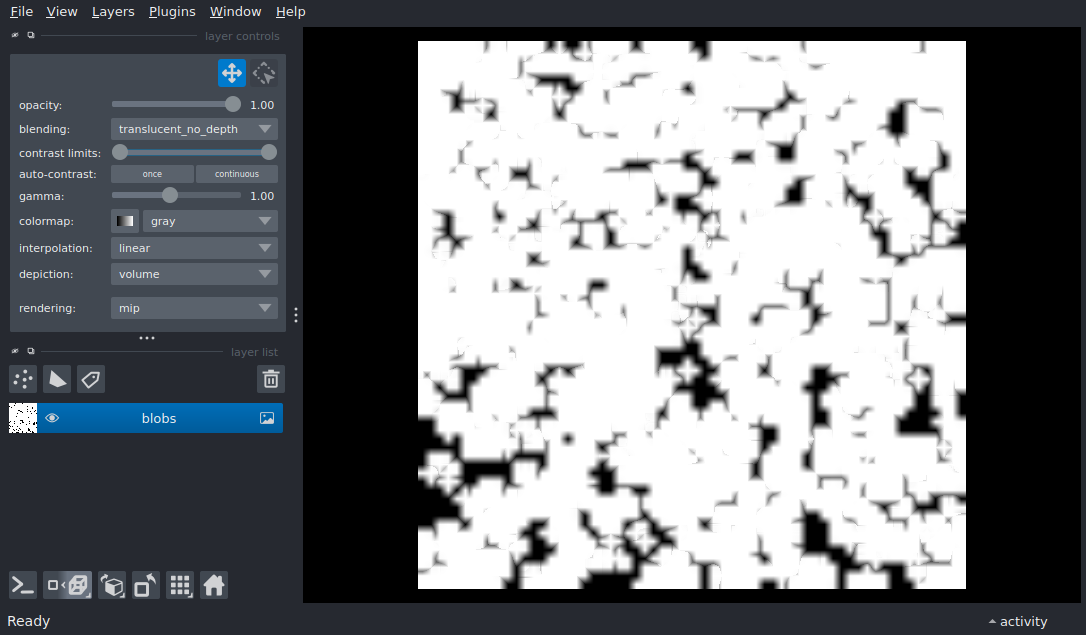 File View Layers Plugins Window Help
layer controls
opacity: 1.00
blending: translucent_no_depth
contrast limits:
auto-contrast: once continuous
gamma: 1.00
colormap: gray
interpolation: linear
depiction: volume
rendering: mip
layer list
blobs
Ready activity